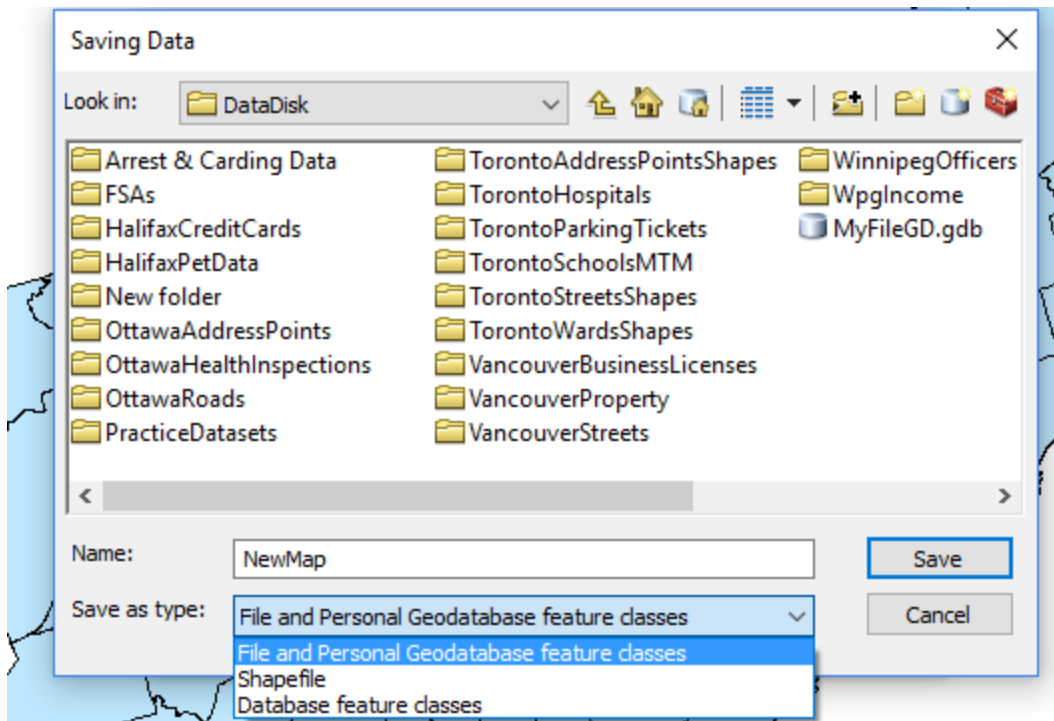 Saving Data
Look in: DataDisk
Arrest & Carding Data
FSAs
HalifaxCreditCards
HalifaxPetData
New folder
OttawaAddressPoints
OttawaHealthInspections
OttawaRoads
PracticeDatasets
TorontoAddressPointsShapes
TorontoHospitals
TorontoParkingTickets
TorontoSchoolsMTM
TorontoStreetsShapes
TorontoWardsShapes
VancouverBusinessLicenses
VancouverProperty
VancouverStreets
WinnipegOfficers
WpgIncome
MyFileGD.gdb
Name: NewMap
Save
Save as type: File and Personal Geodatabase feature classes
Cancel
File and Personal Geodatabase feature classes
Shapefile
Database feature classes